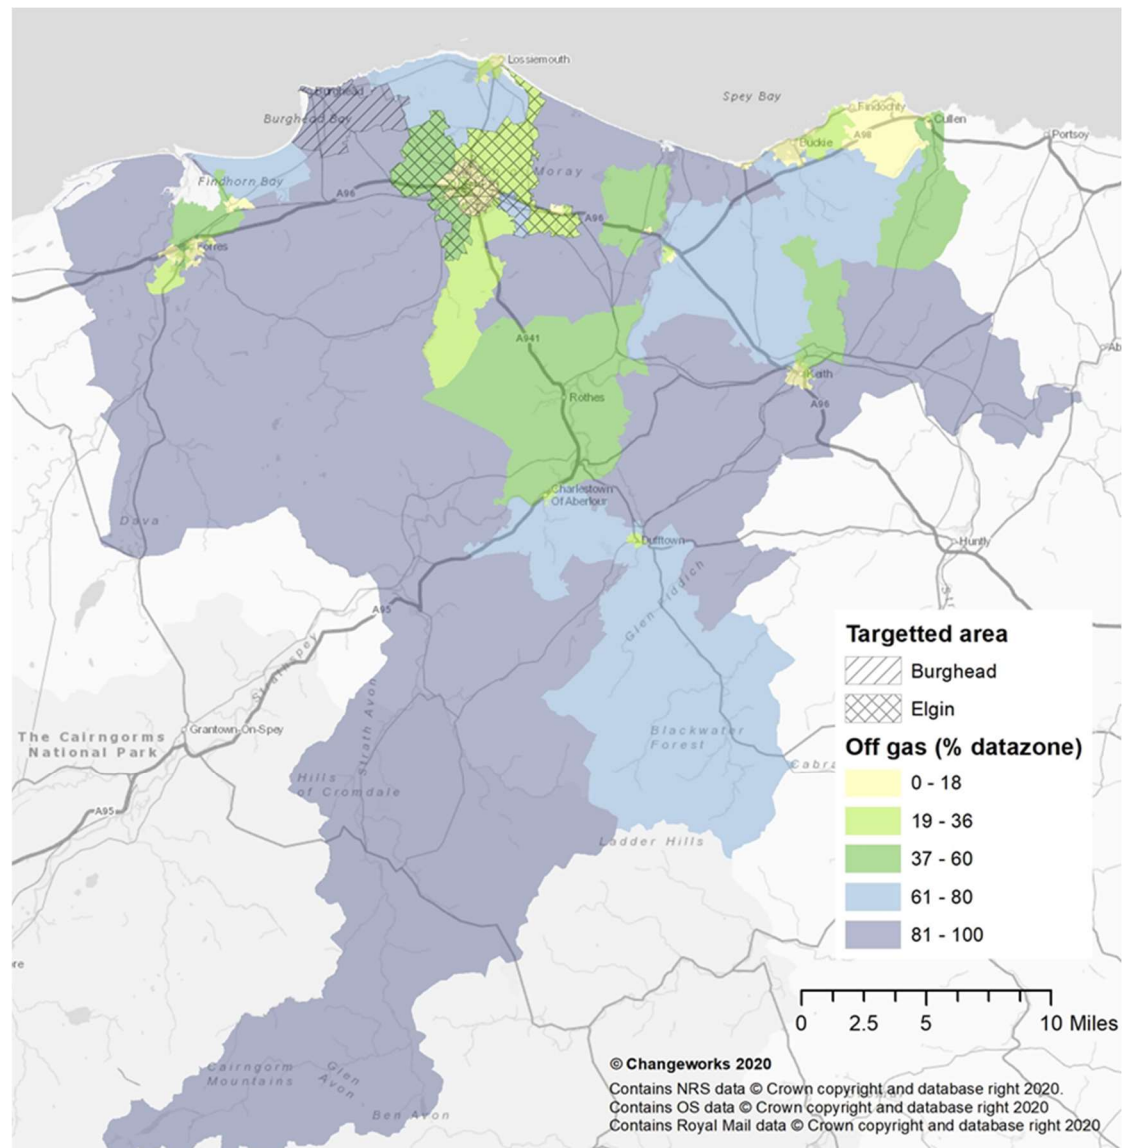 Lossiemouth
Spey Bay
Findochty
Burghead
Cullen
Burghead Bay
A98
Portsoy
Buckie
Moray
Findhorn Bay
A96
A96
Forres
A941
Keith
Rothes
A96
Charlestown
Of Aberlour
Dava
Dufftown
Huntly
Glen Fiddich
A95
Strathspey
Strath Avon
Grantown-On-Spey
The Cairngorms
National Park
Blackwater
Forest
Cabra
Hills
of Cromdale
A95
Ladder Hills
Targetted area
Burghead
Elgin
Off gas (% datazone)
0 - 18
19 - 36
37 - 60
61 - 80
81 - 100
0 2.5 5 10 Miles
Cairngorm
Mountains
Glen
Avon
Ben Avon
© Changeworks 2020
Contains NRS data © Crown copyright and database right 2020.
Contains OS data © Crown copyright and database right 2020
Contains Royal Mail data © Crown copyright and database right 2020